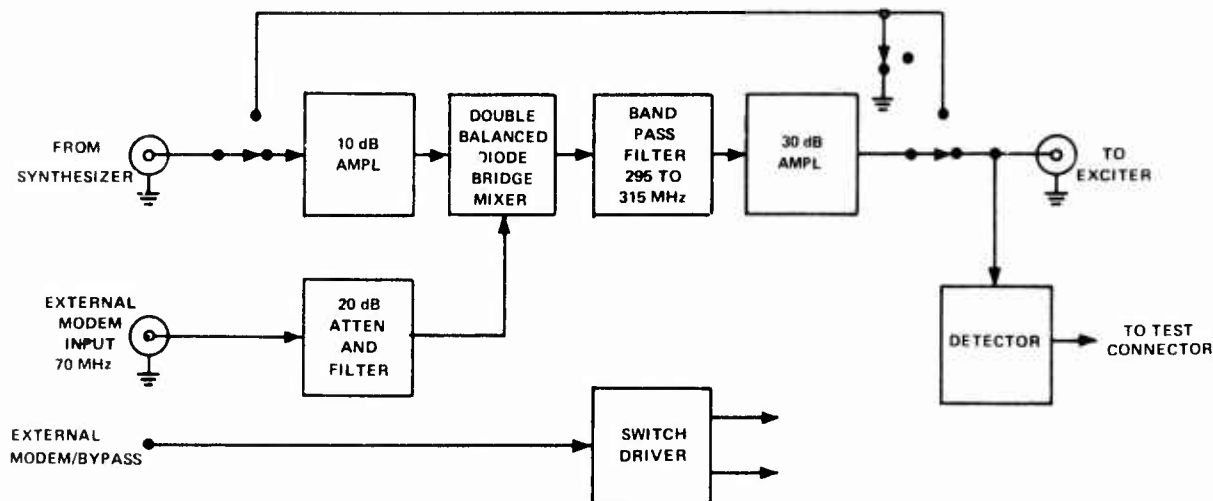 FROM
SYNTHESIZER
10 dB
AMPL
DOUBLE
BALANCED
DIODE
BRIDGE
MIXER
BAND
PASS
FILTER
295 TO
315 MHz
30 dB
AMPL
TO
EXCITER
EXTERNAL
MODEM
INPUT
70 MHz
20 dB
ATTEN
AND
FILTER
DETECTOR
TO TEST
CONNECTOR
EXTERNAL
MODEM/BYPASS
SWITCH
DRIVER